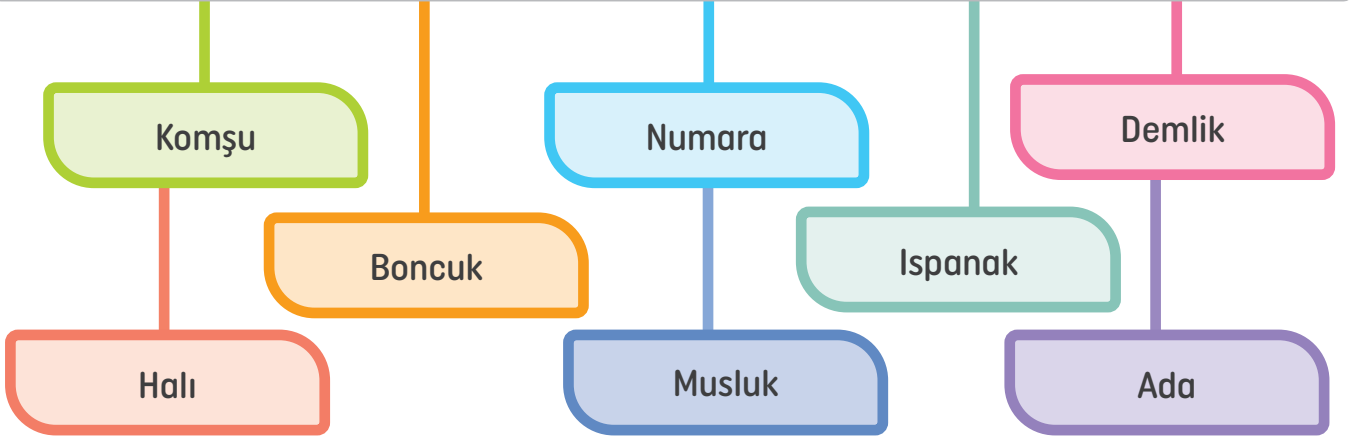 Komşu
Numara
Demlik
Boncuk
Ispanak
Halı
Musluk
Ada